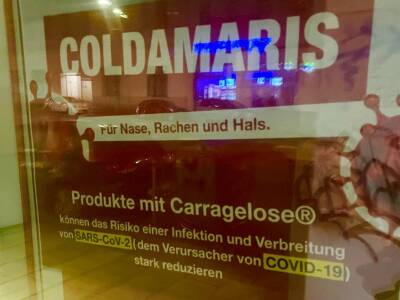 COLDAMARIS
Für Nase, Rachen und Hals.
Produkte mit Carragelose®
können das Risiko einer Infektion und Verbreitung
von SARS-CoV-2 (dem Verursacher von COVID-19)
stark reduzieren